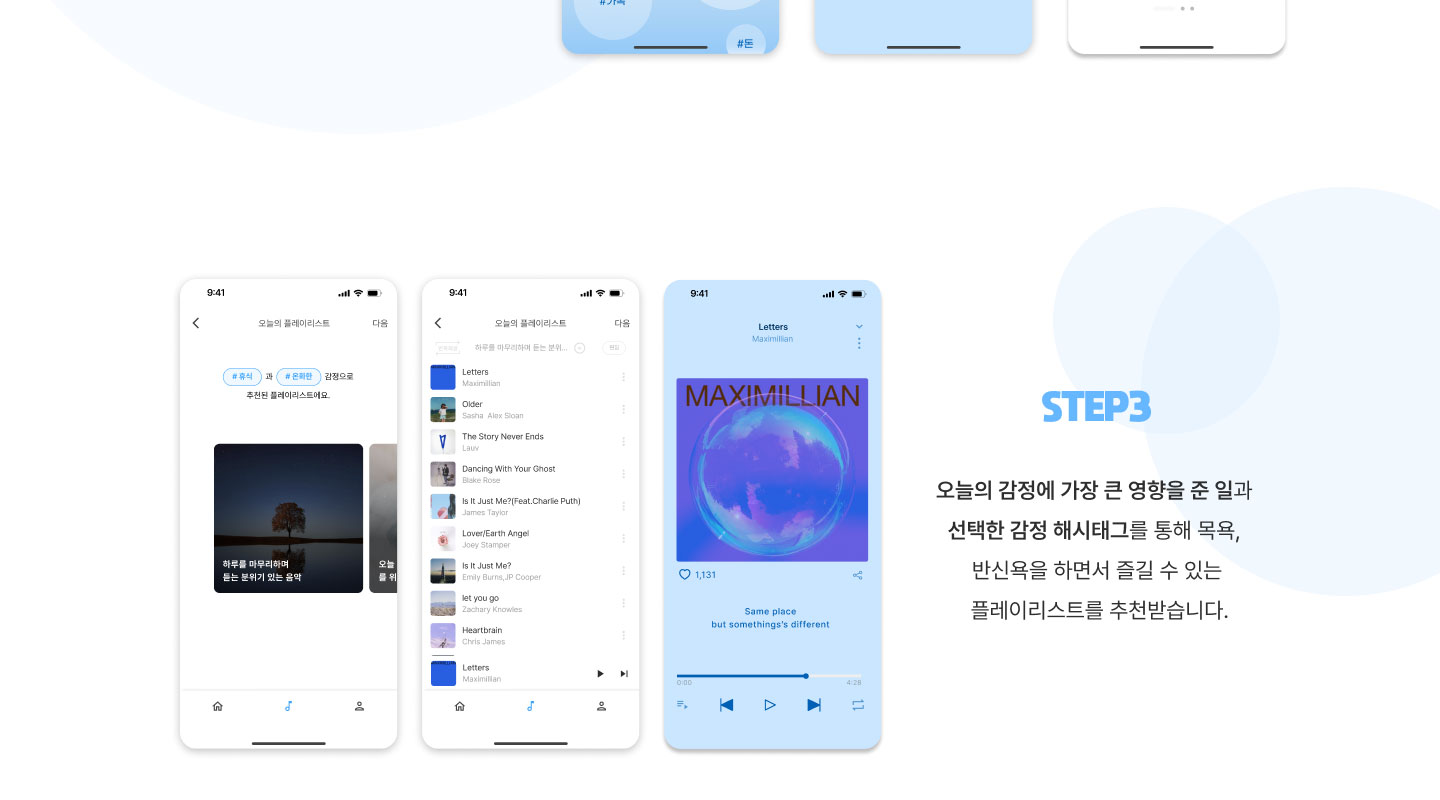 #가족
#돈
9:41
오늘의 플레이리스트 다음
# 휴식 과 # 온화한 감정으로
추천된 플레이리스트에요.
하루를 마무리하며
듣는 분위기 있는 음악
오늘
를 위
9:41
오늘의 플레이리스트 다음
하루를 마무리하며 듣는 분위...
Letters
Maximillian
Older
Sasha Alex Sloan
The Story Never Ends
Lauv
Dancing With Your Ghost
Blake Rose
Is It Just Me?(Feat.Charlie Puth)
James Taylor
Lover/Earth Angel
Joey Stamper
Is It Just Me?
Emily Burns,JP Cooper
let you go
Zachary Knowles
Heartbrain
Chris James
Letters
Maximillian
9:41
Letters
Maximillian
MAXIMILLIAN
1,131
Same place
but somethings's different
0:00 4:28
STEP3
오늘의 감정에 가장 큰 영향을 준 일과
선택한 감정 해시태그를 통해 목욕,
반신욕을 하면서 즐길 수 있는
플레이리스트를 추천받습니다.